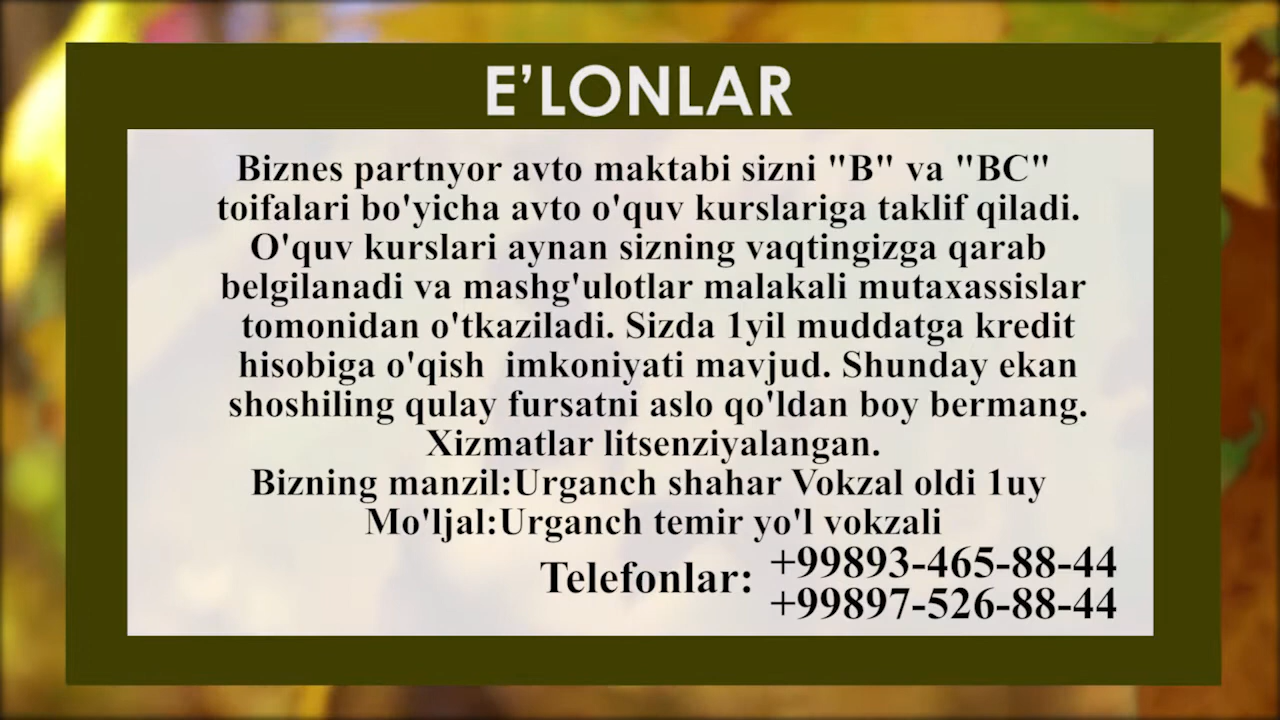 E’LONLAR
Biznes partnyor avto maktabi sizni "B" va "BC"
toifalari bo'yicha avto o'quv kurslariga taklif qiladi.
O'quv kurslari aynan sizning vaqtingizga qarab
belgilanadi va mashg'ulotlar malakali mutaxassislar
tomonidan o'tkaziladi. Sizda 1yil muddatga kredit
hisobiga o'qish  imkoniyati mavjud. Shunday ekan
shoshiling qulay fursatni aslo qo'ldan boy bermang.
Xizmatlar litsenziyalangan.
Bizning manzil:Urganch shahar Vokzal oldi 1uy
Mo'ljal:Urganch temir yo'l vokzali
Telefonlar: +99893-465-88-44
+99897-526-88-44